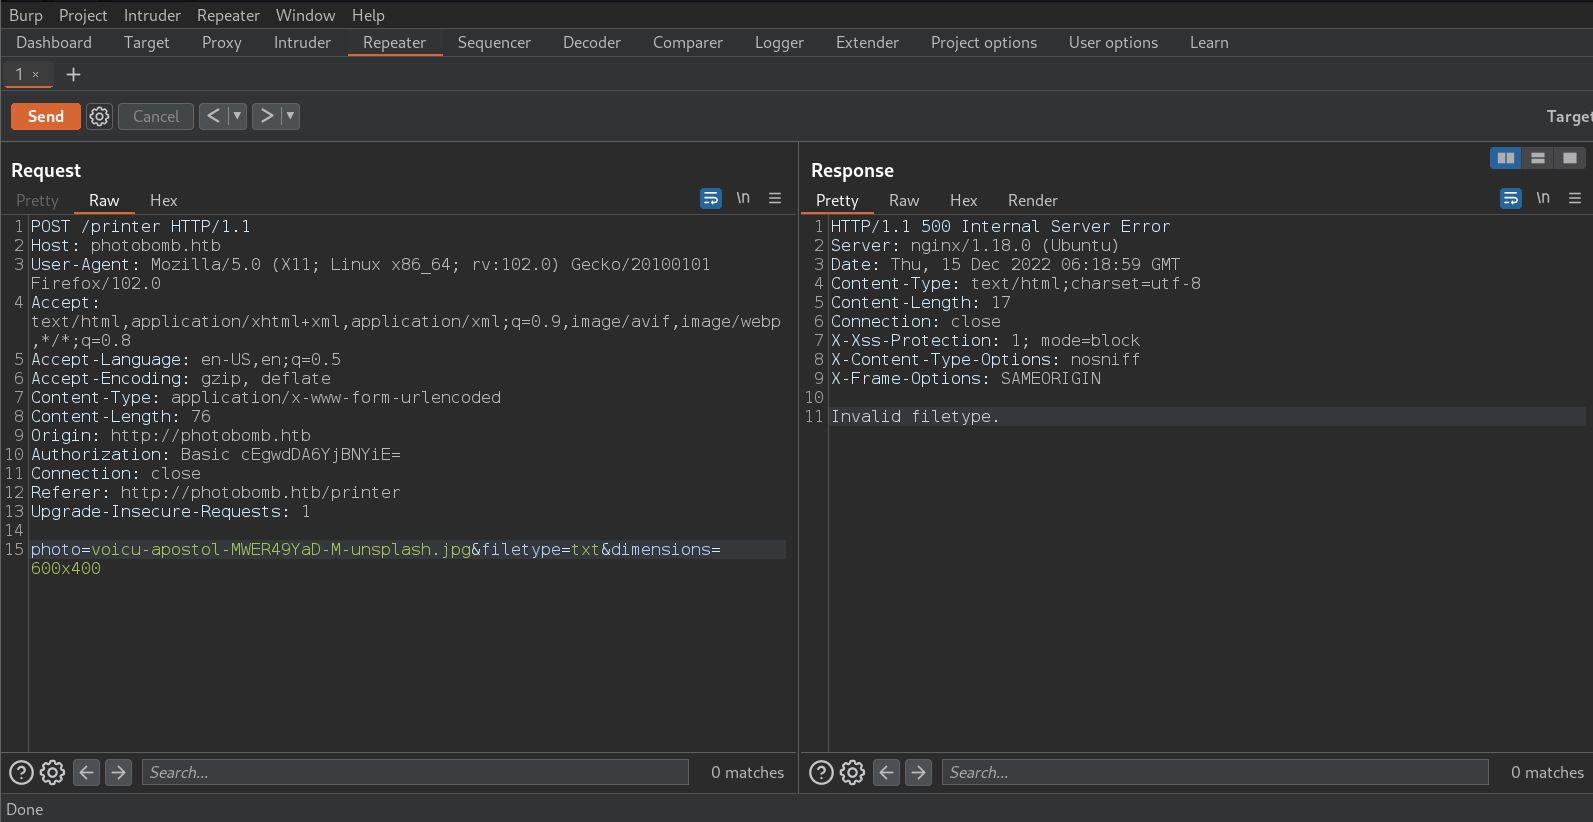 Burp Project Intruder Repeater Window Help
Dashboard Target Proxy Intruder Repeater Sequencer Decoder Comparer Logger Extender Project options User options Learn
1 × +
Send Cancel < ▼ > ▼ Target
Request
Pretty Raw Hex \n
1 POST /printer HTTP/1.1
2 Host: photobomb.htb
3 User-Agent: Mozilla/5.0 (X11; Linux x86_64; rv:102.0) Gecko/20100101
Firefox/102.0
4 Accept:
text/html,application/xhtml+xml,application/xml;q=0.9,image/avif,image/webp
,*/*;q=0.8
5 Accept-Language: en-US,en;q=0.5
6 Accept-Encoding: gzip, deflate
7 Content-Type: application/x-www-form-urlencoded
8 Content-Length: 76
9 Origin: http://photobomb.htb
10 Authorization: Basic cEgwdDA6YjBNYiE=
11 Connection: close
12 Referer: http://photobomb.htb/printer
13 Upgrade-Insecure-Requests: 1
14
15 photo=voicu-apostol-MWER49YaD-M-unsplash.jpg&filetype=txt&dimensions=
600x400
? Search... 0 matches
Response
Pretty Raw Hex Render \n
1 HTTP/1.1 500 Internal Server Error
2 Server: nginx/1.18.0 (Ubuntu)
3 Date: Thu, 15 Dec 2022 06:18:59 GMT
4 Content-Type: text/html;charset=utf-8
5 Content-Length: 17
6 Connection: close
7 X-Xss-Protection: 1; mode=block
8 X-Content-Type-Options: nosniff
9 X-Frame-Options: SAMEORIGIN
10
11 Invalid filetype.
? Search... 0 matches
Done